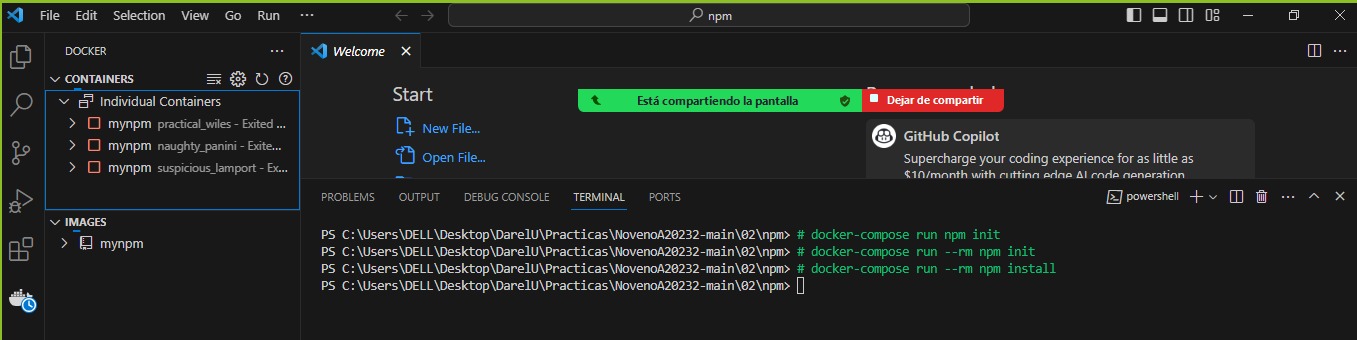 File Edit Selection View Go Run ···
npm
DOCKER ···
CONTAINERS
Individual Containers
mynpm practical_wiles - Exited ...
mynpm naughty_panini - Exite...
mynpm suspicious_lamport - Ex...
IMAGES
mynpm
Welcome
Start
New File...
Open File...
Está compartiendo la pantalla
Dejar de compartir
GitHub Copilot
Supercharge your coding experience for as little as
$10/month with cutting edge AI code generation
PROBLEMS OUTPUT DEBUG CONSOLE TERMINAL PORTS
powershell
PS C:\Users\DELL\Desktop\DarelU\Practicas\NovenoA20232-main\02\npm> # docker-compose run npm init
PS C:\Users\DELL\Desktop\DarelU\Practicas\NovenoA20232-main\02\npm> # docker-compose run --rm npm init
PS C:\Users\DELL\Desktop\DarelU\Practicas\NovenoA20232-main\02\npm> # docker-compose run --rm npm install
PS C:\Users\DELL\Desktop\DarelU\Practicas\NovenoA20232-main\02\npm>